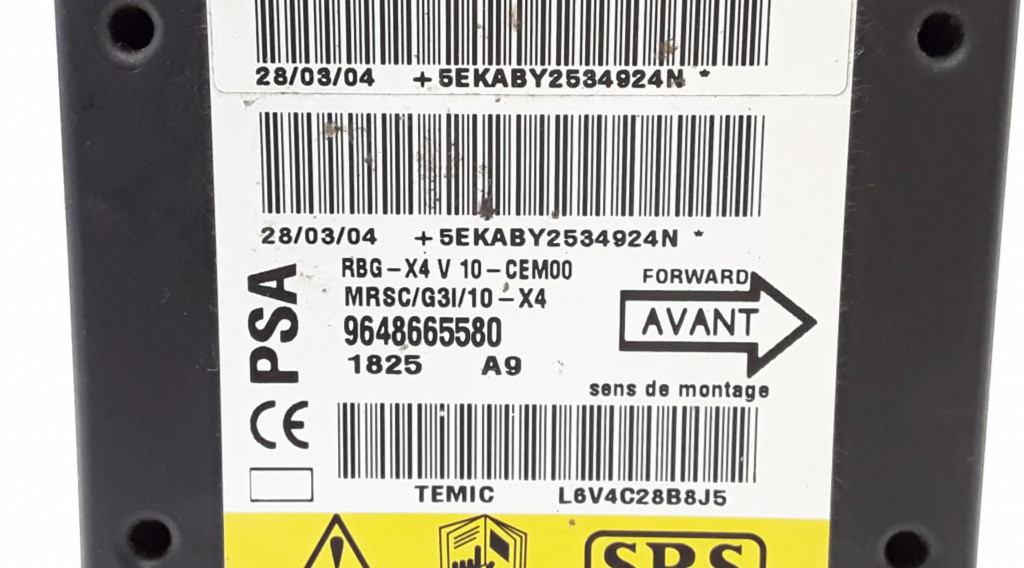 28/03/04 +5EKABY2534924N *
28/03/04 +5EKABY2534924N *
PSA
RBG-X4 V 10-CEM00
MRSC/G3I/10-X4
9648665580
1825 A9
FORWARD
AVANT
sens de montage
CE
TEMIC L6V4C28B8J5
SRS